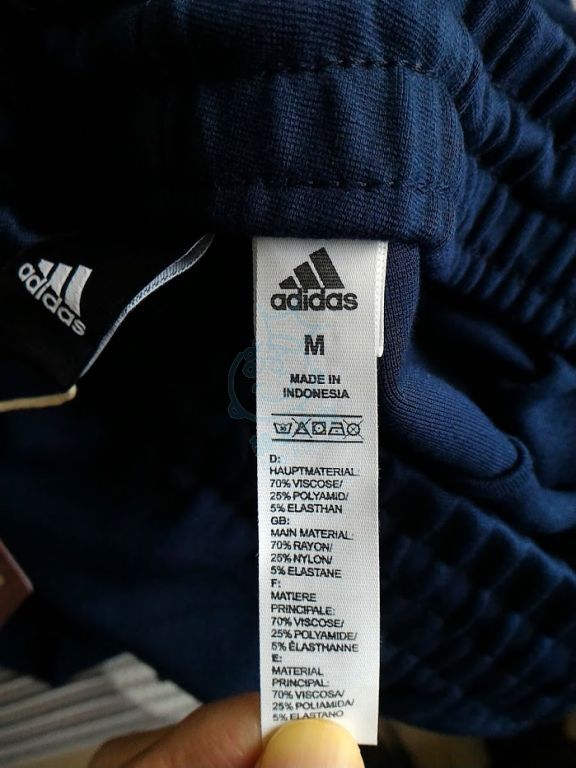 adidas
adidas
M
MADE IN
INDONESIA
D:
HAUPTMATERIAL:
70% VISCOSE/
25% POLYAMID/
5% ELASTHAN
GB:
MAIN MATERIAL:
70% RAYON/
25% NYLON/
5% ELASTANE
F:
MATIERE
PRINCIPALE:
70% VISCOSE/
25% POLYAMIDE/
5% ÉLASTHANNE
E:
MATERIAL
PRINCIPAL:
70% VISCOSA/
25% POLIAMIDA/
5% ELASTANO